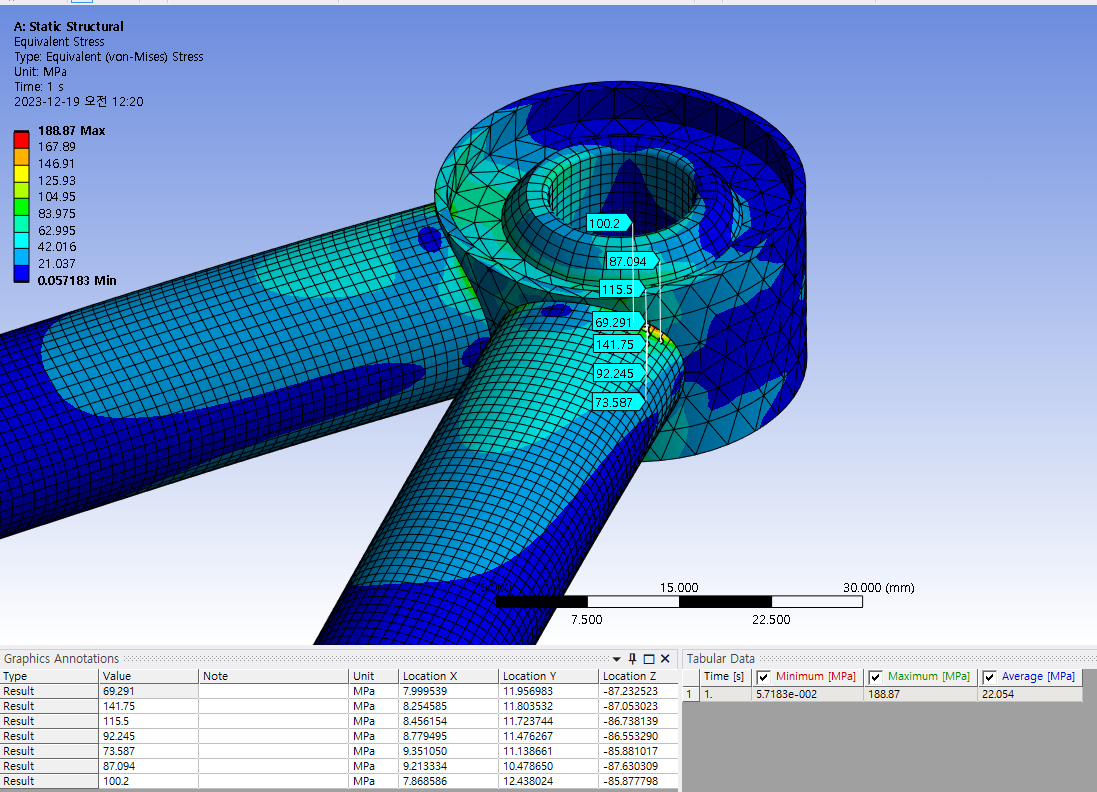 A: Static Structural
Equivalent Stress
Type: Equivalent (von-Mises) Stress
Unit: MPa
Time: 1 s
2023-12-19 오전 12:20
188.87 Max
167.89
146.91
125.93
104.95
83.975
62.995
42.016
21.037
0.057183 Min
100.2
87.094
115.5
69.291
141.75
92.245
73.587
15.000 30.000 (mm)
7.500 22.500
Graphics Annotations
Type Value Note Unit Location X Location Y Location Z
Result 69.291 MPa 7.999539 11.956983 -87.232523
Result 141.75 MPa 8.254585 11.803532 -87.053023
Result 115.5 MPa 8.456154 11.723744 -86.738139
Result 92.245 MPa 8.779495 11.476267 -86.553290
Result 73.587 MPa 9.351050 11.138661 -85.881017
Result 87.094 MPa 9.213334 10.478650 -87.630309
Result 100.2 MPa 7.868586 12.438024 -85.877798
Tabular Data
Time [s] Minimum [MPa] Maximum [MPa] Average [MPa]
1 1. 5.7183e-002 188.87 22.054